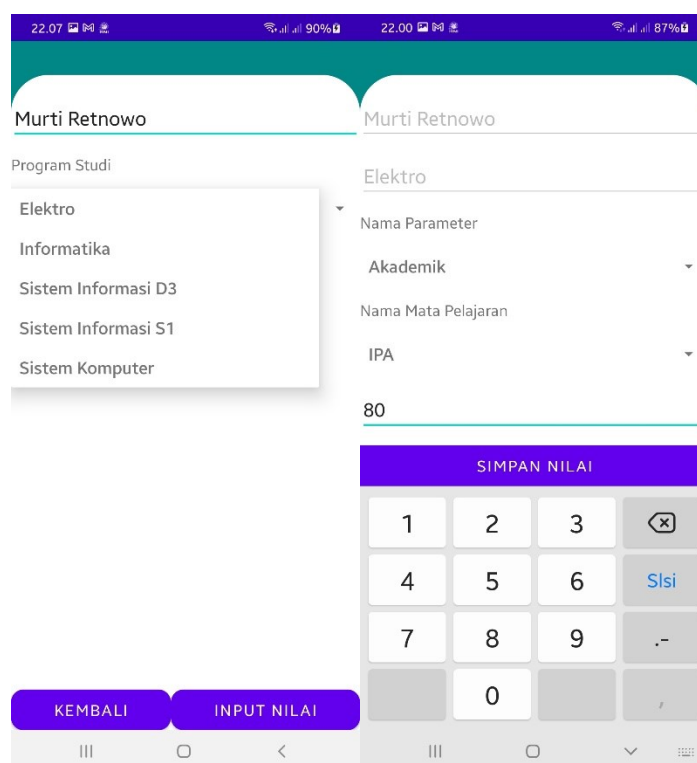 22.07 90%
Murti Retnowo
Program Studi
Elektro
Informatika
Sistem Informasi D3
Sistem Informasi S1
Sistem Komputer
KEMBALI INPUT NILAI
22.00 87%
Murti Retnowo
Elektro
Nama Parameter
Akademik
Nama Mata Pelajaran
IPA
80
SIMPAN NILAI
1 2 3
4 5 6 Slsi
7 8 9 .-
0 ,